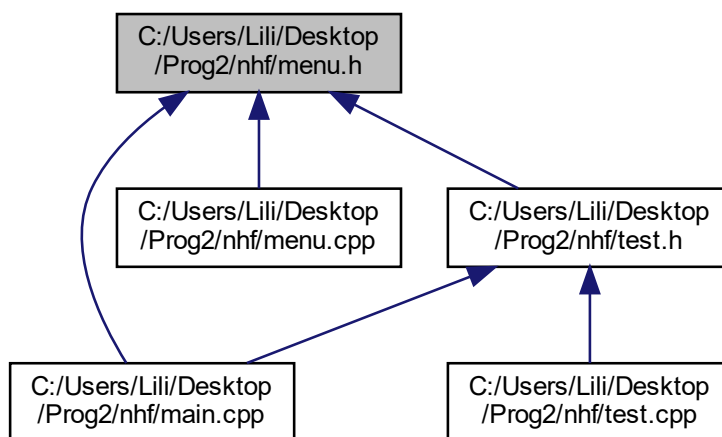 C:/Users/Lili/Desktop
/Prog2/nhf/menu.h
C:/Users/Lili/Desktop
/Prog2/nhf/menu.cpp
C:/Users/Lili/Desktop
/Prog2/nhf/test.h
C:/Users/Lili/Desktop
/Prog2/nhf/main.cpp
C:/Users/Lili/Desktop
/Prog2/nhf/test.cpp